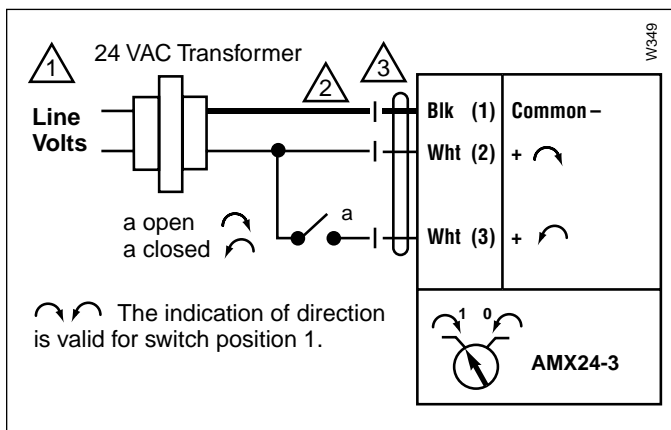 W349
1
24 VAC Transformer
2
3
Line
Volts
Blk (1) Common –
Wht (2) +
a
a open
a closed
Wht (3) +
The indication of direction
is valid for switch position 1.
1 0
AMX24-3